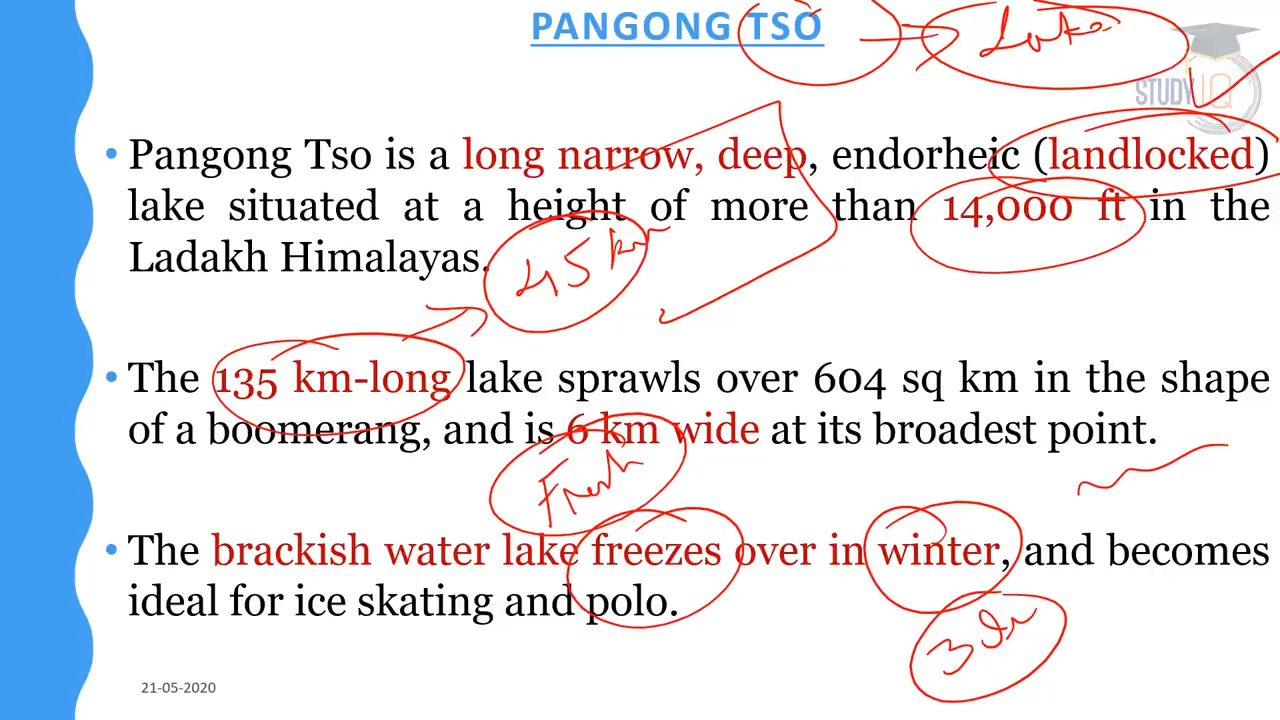 PANGONG TSO
Lake
STUDY IQ
• Pangong Tso is a long narrow, deep, endorheic (landlocked)
lake situated at a height of more than 14,000 ft in the
Ladakh Himalayas.
45 km
• The 135 km-long lake sprawls over 604 sq km in the shape
of a boomerang, and is 6 km wide at its broadest point.
Fresh
• The brackish water lake freezes over in winter, and becomes
ideal for ice skating and polo.
21-05-2020